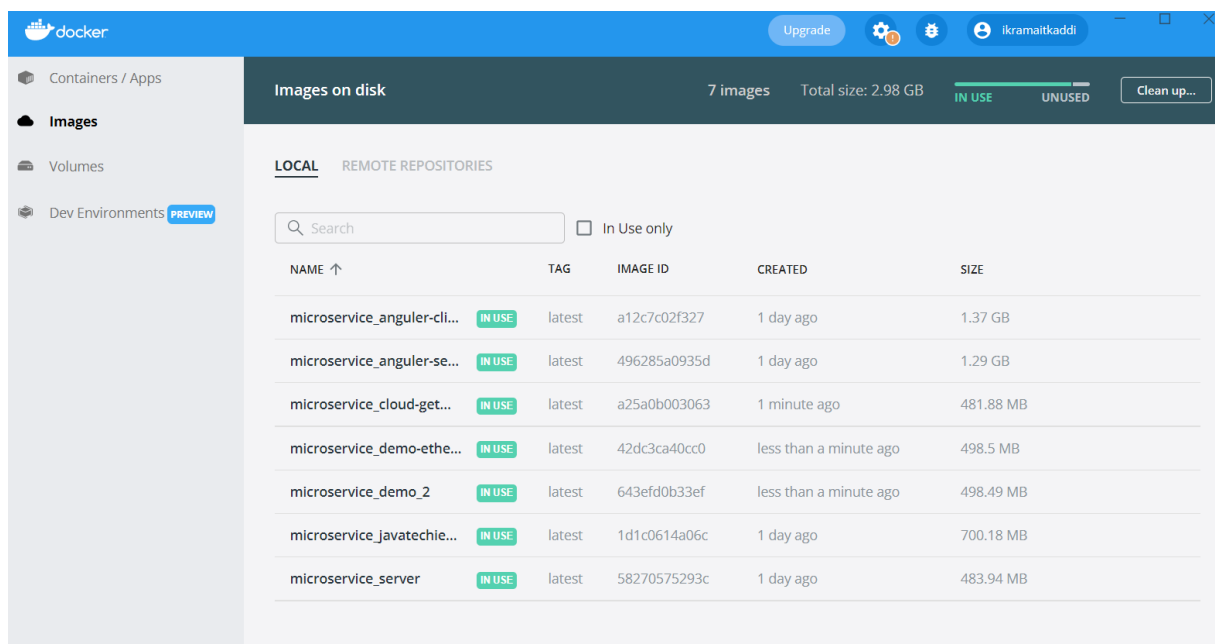 docker
Upgrade
ikramaitkaddi
Containers / Apps
Images
Volumes
Dev Environments PREVIEW
Images on disk
7 images Total size: 2.98 GB
IN USE UNUSED
Clean up...
LOCAL REMOTE REPOSITORIES
Search
In Use only
NAME TAG IMAGE ID CREATED SIZE
microservice_anguler-cli... IN USE latest a12c7c02f327 1 day ago 1.37 GB
microservice_anguler-se... IN USE latest 496285a0935d 1 day ago 1.29 GB
microservice_cloud-get... IN USE latest a25a0b003063 1 minute ago 481.88 MB
microservice_demo-ethe... IN USE latest 42dc3ca40cc0 less than a minute ago 498.5 MB
microservice_demo_2 IN USE latest 643efd0b33ef less than a minute ago 498.49 MB
microservice_javatechie... IN USE latest 1d1c0614a06c 1 day ago 700.18 MB
microservice_server IN USE latest 58270575293c 1 day ago 483.94 MB